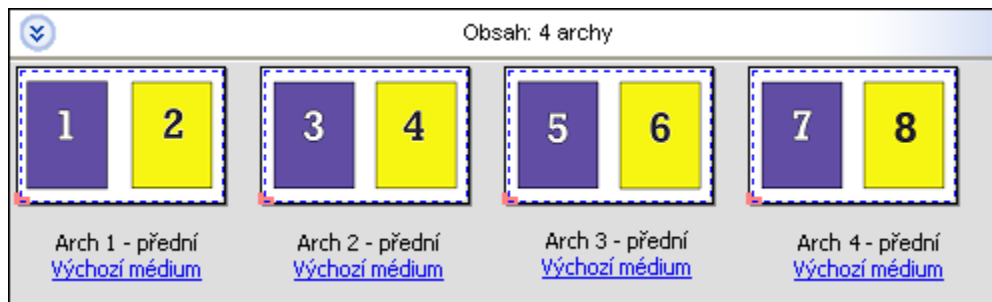 Obsah: 4 archy
1 2 3 4 5 6 7 8
Arch 1 - přední Arch 2 - přední Arch 3 - přední Arch 4 - přední
Výchozí médium Výchozí médium Výchozí médium Výchozí médium